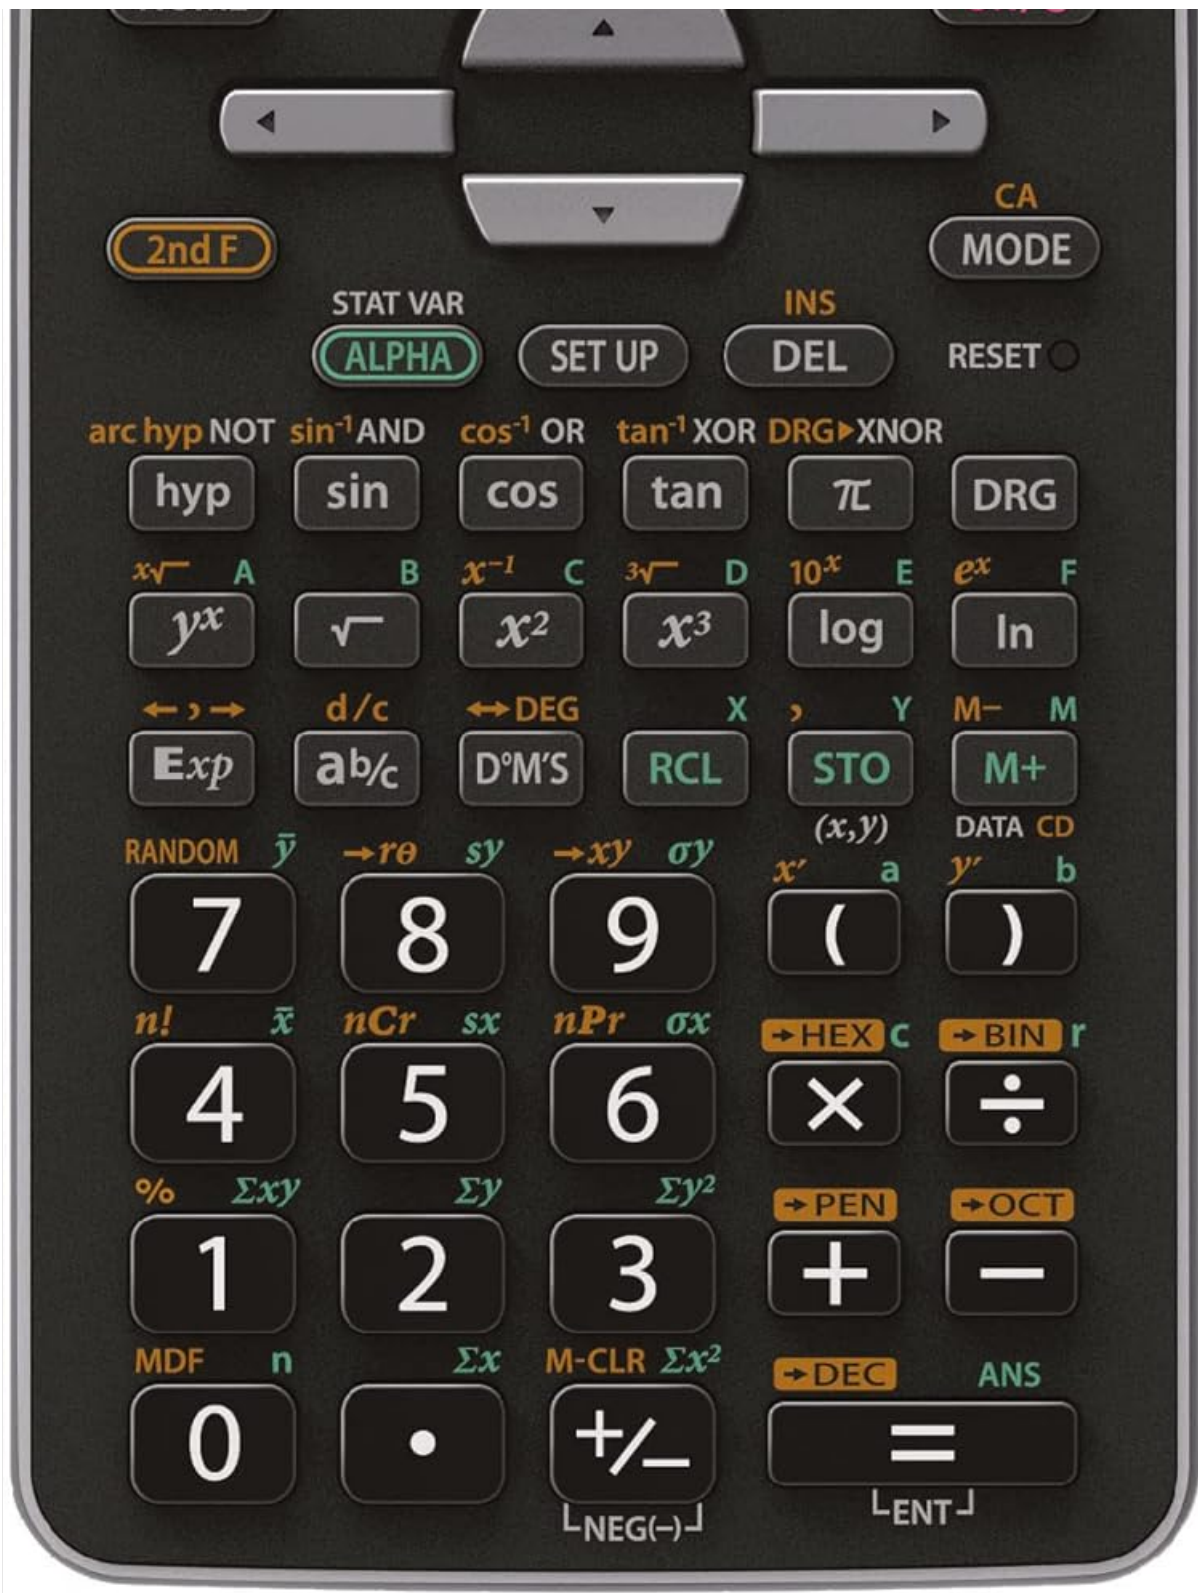 2nd F
CA
MODE
STAT VAR
INS
ALPHA
SET UP
DEL
RESET
arc hyp NOT sin⁻¹ AND cos⁻¹ OR tan⁻¹ XOR DRG▸XNOR
hyp sin cos tan π DRG
ˣ√ A B x⁻¹ C ³√ D 10ˣ E eˣ F
yˣ √ x² x³ log ln
←,→ d/c ↔DEG X , Y M− M
Exp ab/c D°M'S RCL STO M+
(x,y) DATA CD
RANDOM ȳ →rθ sy →xy σy x′ a y′ b
7 8 9 ( )
n! x̄ nCr sx nPr σx →HEX c →BIN r
4 5 6 × ÷
% Σxy Σy Σy² →PEN →OCT
1 2 3 + −
MDF n Σx M-CLR Σx² →DEC ANS
0 • +/− =
NEG(−) ENT